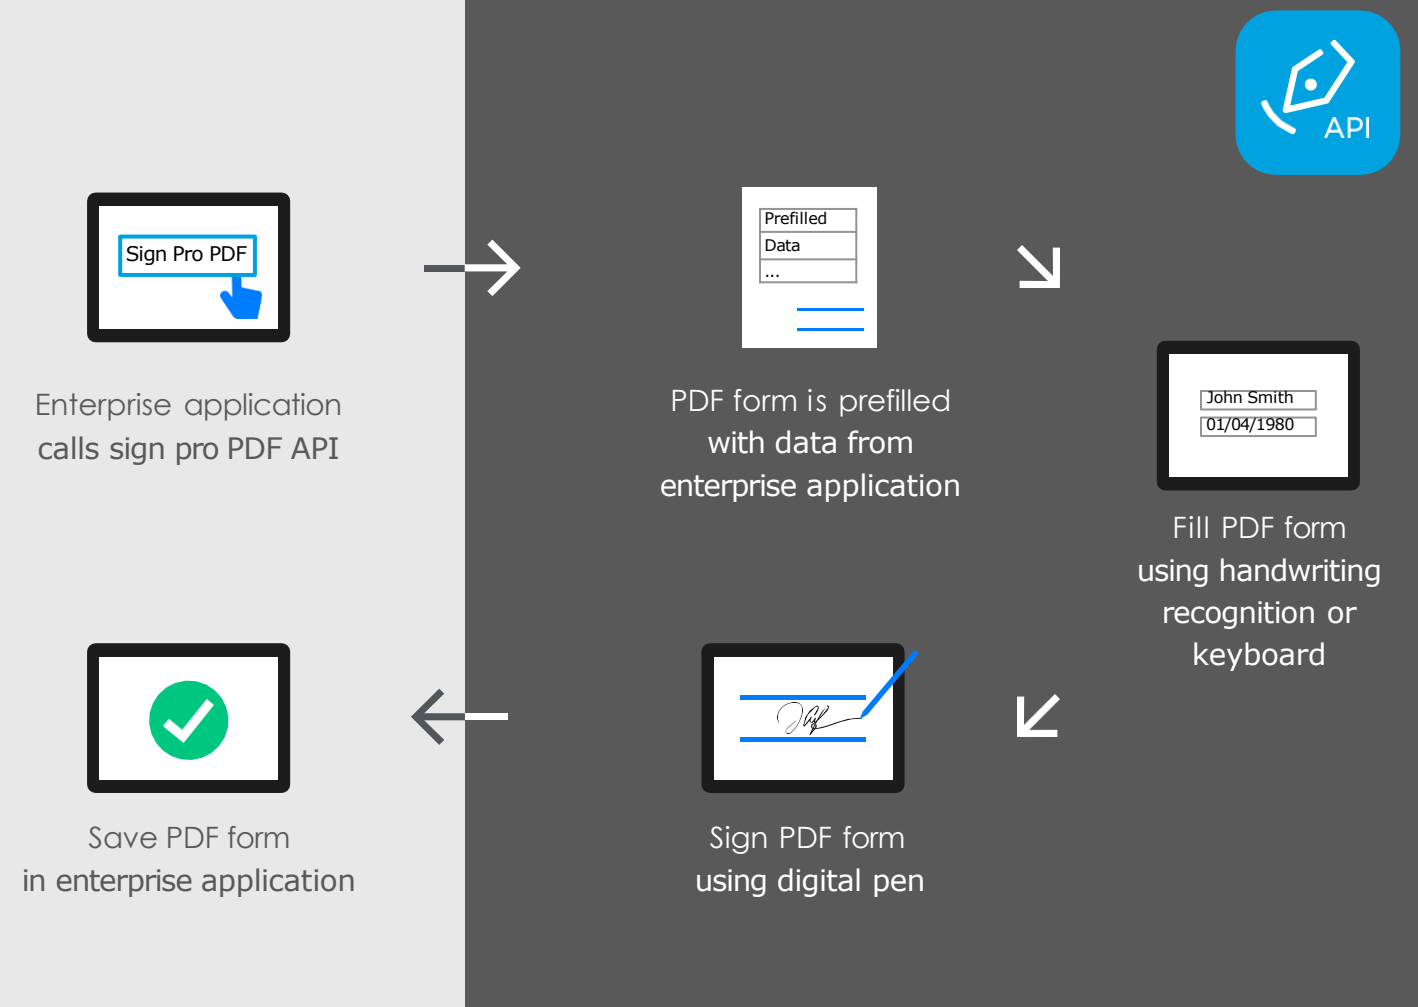 API
Sign Pro PDF
Enterprise application
calls sign pro PDF API
Prefilled
Data
...
PDF form is prefilled
with data from
enterprise application
John Smith
01/04/1980
Fill PDF form
using handwriting
recognition or
keyboard
Sign PDF form
using digital pen
Save PDF form
in enterprise application